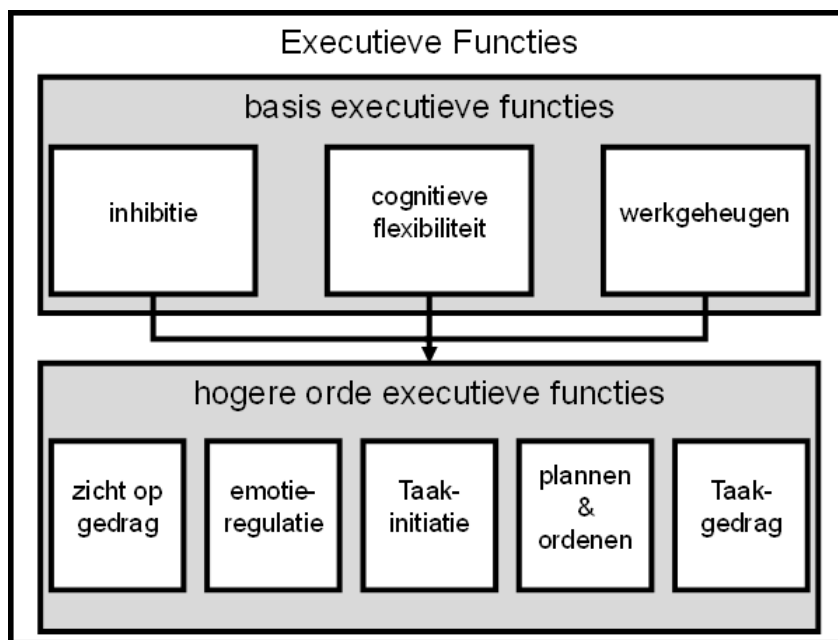 Executieve Functies
basis executieve functies
inhibitie
cognitieve
flexibiliteit
werkgeheugen
hogere orde executieve functies
zicht op
gedrag
emotie-
regulatie
Taak-
initiatie
plannen
&
ordenen
Taak-
gedrag